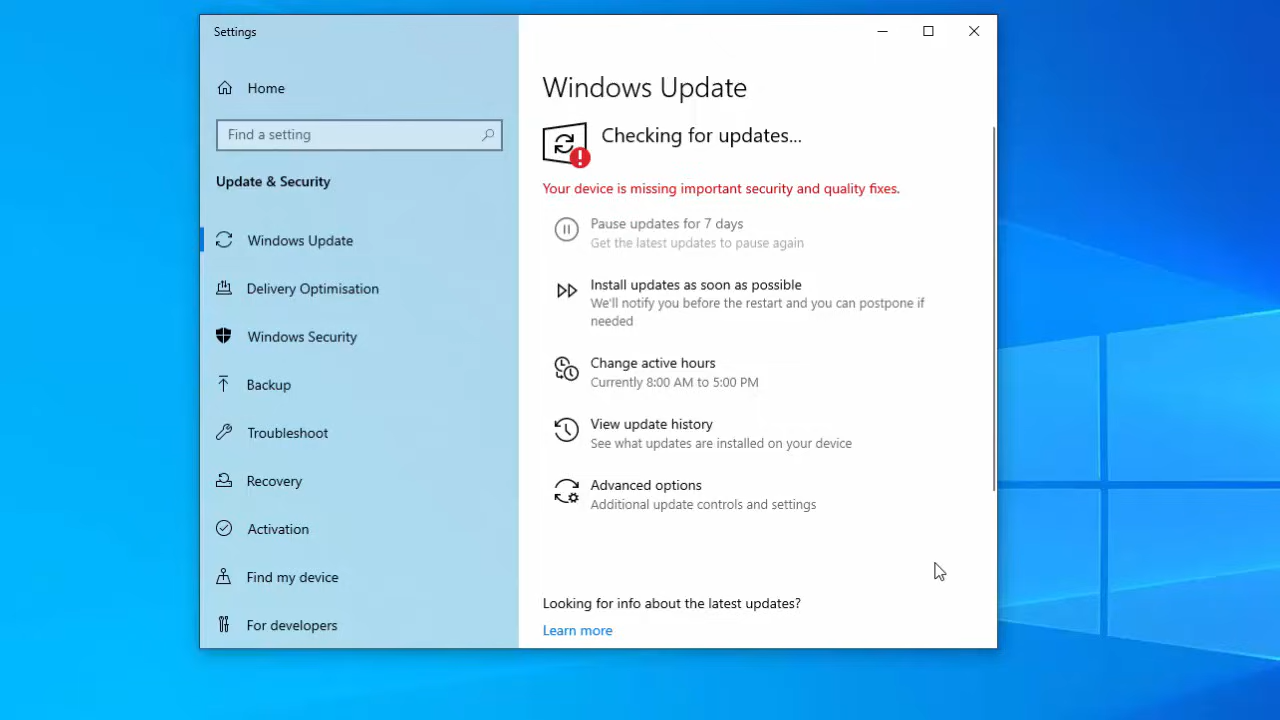 Settings
Home
Find a setting
Update & Security
Windows Update
Delivery Optimisation
Windows Security
Backup
Troubleshoot
Recovery
Activation
Find my device
For developers
Windows Update
Checking for updates...
Your device is missing important security and quality fixes.
Pause updates for 7 days
Get the latest updates to pause again
Install updates as soon as possible
We'll notify you before the restart and you can postpone if
needed
Change active hours
Currently 8:00 AM to 5:00 PM
View update history
See what updates are installed on your device
Advanced options
Additional update controls and settings
Looking for info about the latest updates?
Learn more